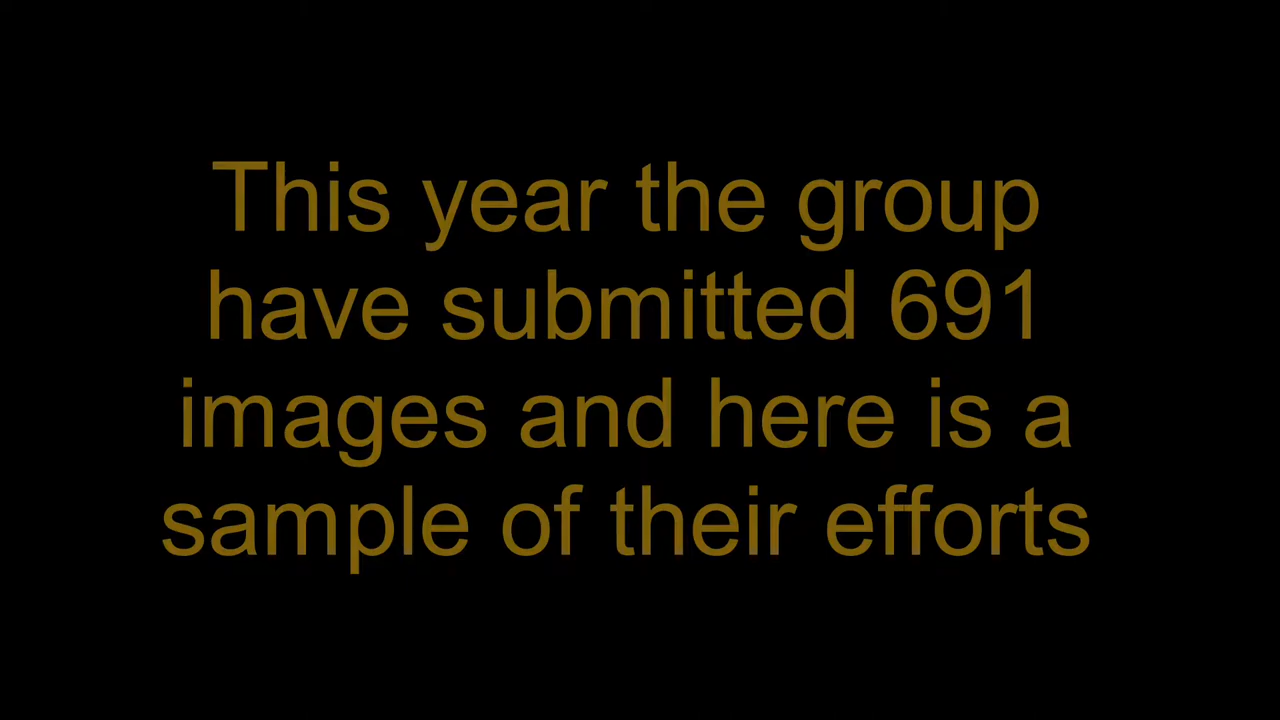 This year the group
have submitted 691
images and here is a
sample of their efforts